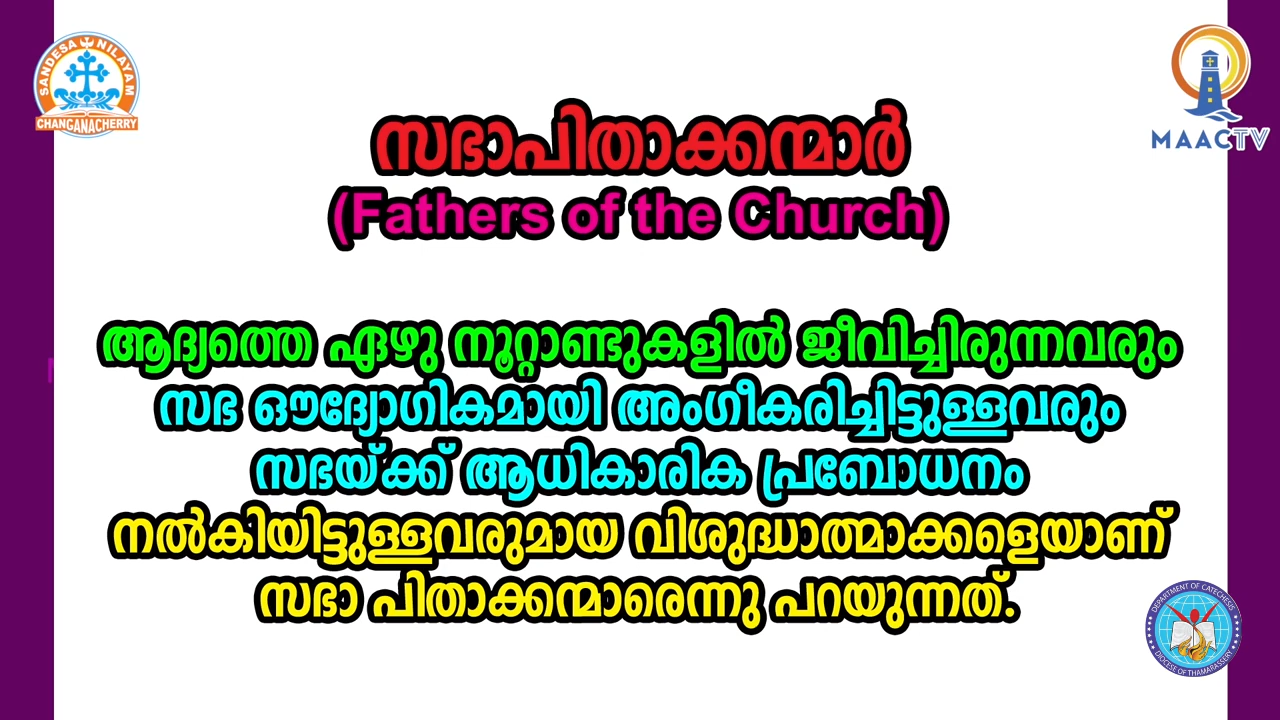 SANDESA NILAYAM
CHANGANACHERRY
MAACTV
സഭാപിതാക്കന്മാർ
(Fathers of the Church)
ആദ്യത്തെ ഏഴു നൂറ്റാണ്ടുകളിൽ ജീവിച്ചിരുന്നവരും
സഭ ഔദ്യോഗികമായി അംഗീകരിച്ചിട്ടുള്ളവരും
സഭയ്ക്ക് ആധികാരിക പ്രബോധനം
നൽകിയിട്ടുള്ളവരുമായ വിശുദ്ധാത്മാക്കളെയാണ്
സഭാ പിതാക്കന്മാരെന്നു പറയുന്നത്.
DEPARTMENT OF CATECHESIS
DIOCESE OF THAMARASSERY